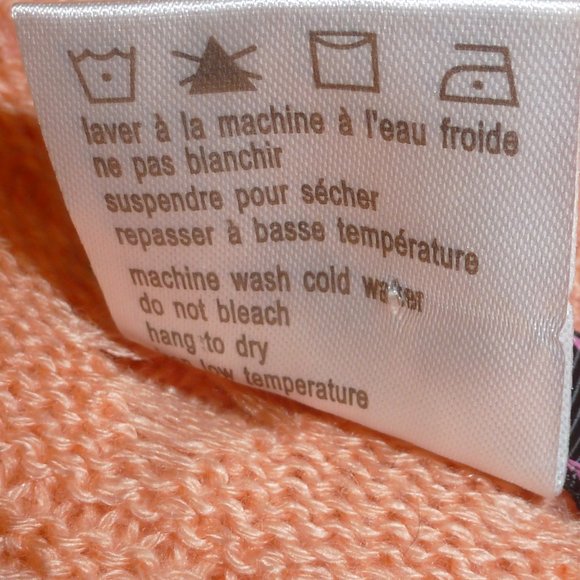 laver à la machine à l'eau froide
ne pas blanchir
suspendre pour sécher
repasser à basse température
machine wash cold water
do not bleach
hang to dry
low temperature